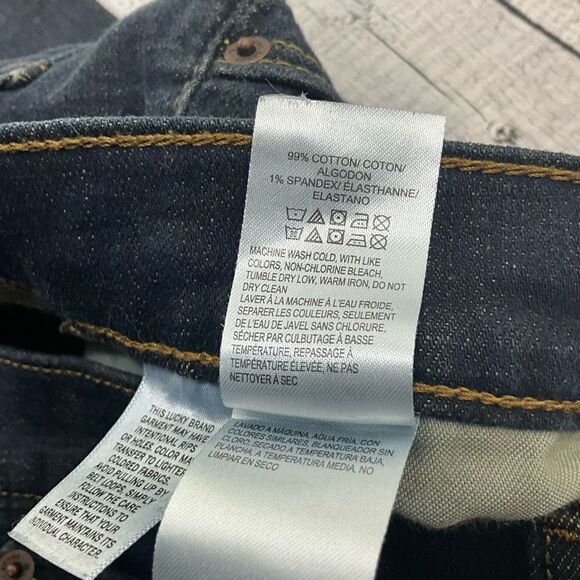 99% COTTON/ COTON/
ALGODON
1% SPANDEX/ ÉLASTHANNE/
ELASTANO
MACHINE WASH COLD, WITH LIKE
COLORS, NON-CHLORINE BLEACH,
TUMBLE DRY LOW, WARM IRON, DO NOT
DRY CLEAN
LAVER À LA MACHINE À L'EAU FROIDE,
SEPARER LES COULEURS, SEULEMENT
DE L'EAU DE JAVEL SANS CHLORURE,
SÉCHER PAR CULBUTAGE À BASSE
TEMPÉRATURE, REPASSAGE À
TEMPÉRATURE ÉLEVÉE, NE PAS
NETTOYER À SEC
LAVADO A MÁQUINA, AGUA FRÍA, CON
COLORES SIMILARES, BLANQUEADOR SIN
CLORO, SEGADO A TEMPERATURA BAJA,
PLANCHA, A TEMPERATURA MEDIA, NO
LIMPIAR EN SECO
THIS LUCKY BRAND
GARMENT MAY HAVE
INTENTIONAL RIPS
OR HOLES. COLOR MA
TRANSFER TO LIGHTE
COLORED FABRICS.
AVOID PULLING UP BY
BELT LOOPS, SIMPLY
FOLLOW THE CARE
INSTRUCTIONS TO
ENSURE THAT YOUR
GARMENT MAINTAINS ITS
INDIVIDUAL CHARACTER.